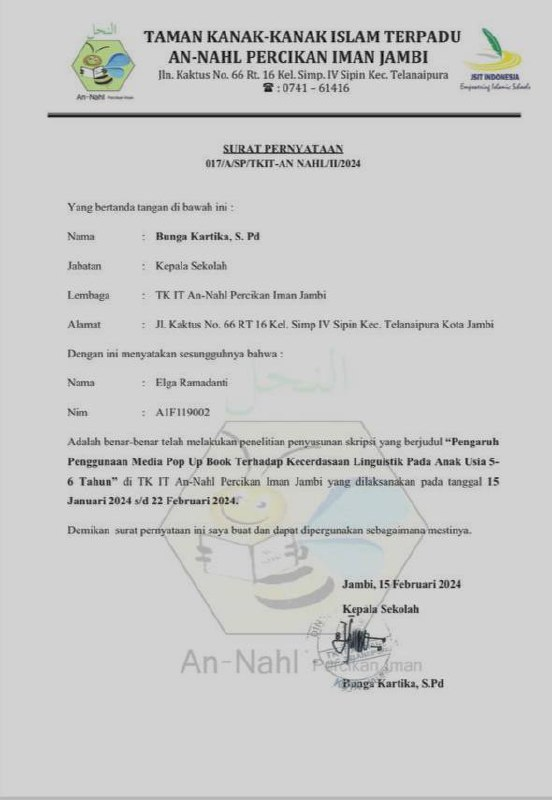 النحل
An-Nahl Percikan Iman
TAMAN KANAK-KANAK ISLAM TERPADU
AN-NAHL PERCIKAN IMAN JAMBI
Jln. Kaktus No. 66 Rt. 16 Kel. Simp. IV Sipin Kec. Telanaipura
☎ : 0741 – 61416
JSIT INDONESIA
Empowering Islamic Schools
SURAT PERNYATAAN
017/A/SP/TKIT-AN NAHL/II/2024
Yang bertanda tangan di bawah ini :
Nama : Bunga Kartika, S. Pd
Jabatan : Kepala Sekolah
Lembaga : TK IT An-Nahl Percikan Iman Jambi
Alamat : Jl. Kaktus No. 66 RT 16 Kel. Simp IV Sipin Kec. Telanaipura Kota Jambi
Dengan ini menyatakan sesungguhnya bahwa :
النحل
Nama : Elga Ramadanti
Nim : A1F119002
Adalah benar-benar telah melakukan penelitian penyusunan skripsi yang berjudul “Pengaruh
Penggunaan Media Pop Up Book Terhadap Kecerdasaan Linguistik Pada Anak Usia 5-
6 Tahun” di TK IT An-Nahl Percikan Iman Jambi yang dilaksanakan pada tanggal 15
Januari 2024 s/d 22 Februari 2024.
Demikan surat pernyataan ini saya buat dan dapat dipergunakan sebagaimana mestinya.
Jambi, 15 Februari 2024
Kepala Sekolah
An-Nahl Percikan Iman
Bunga Kartika, S.Pd